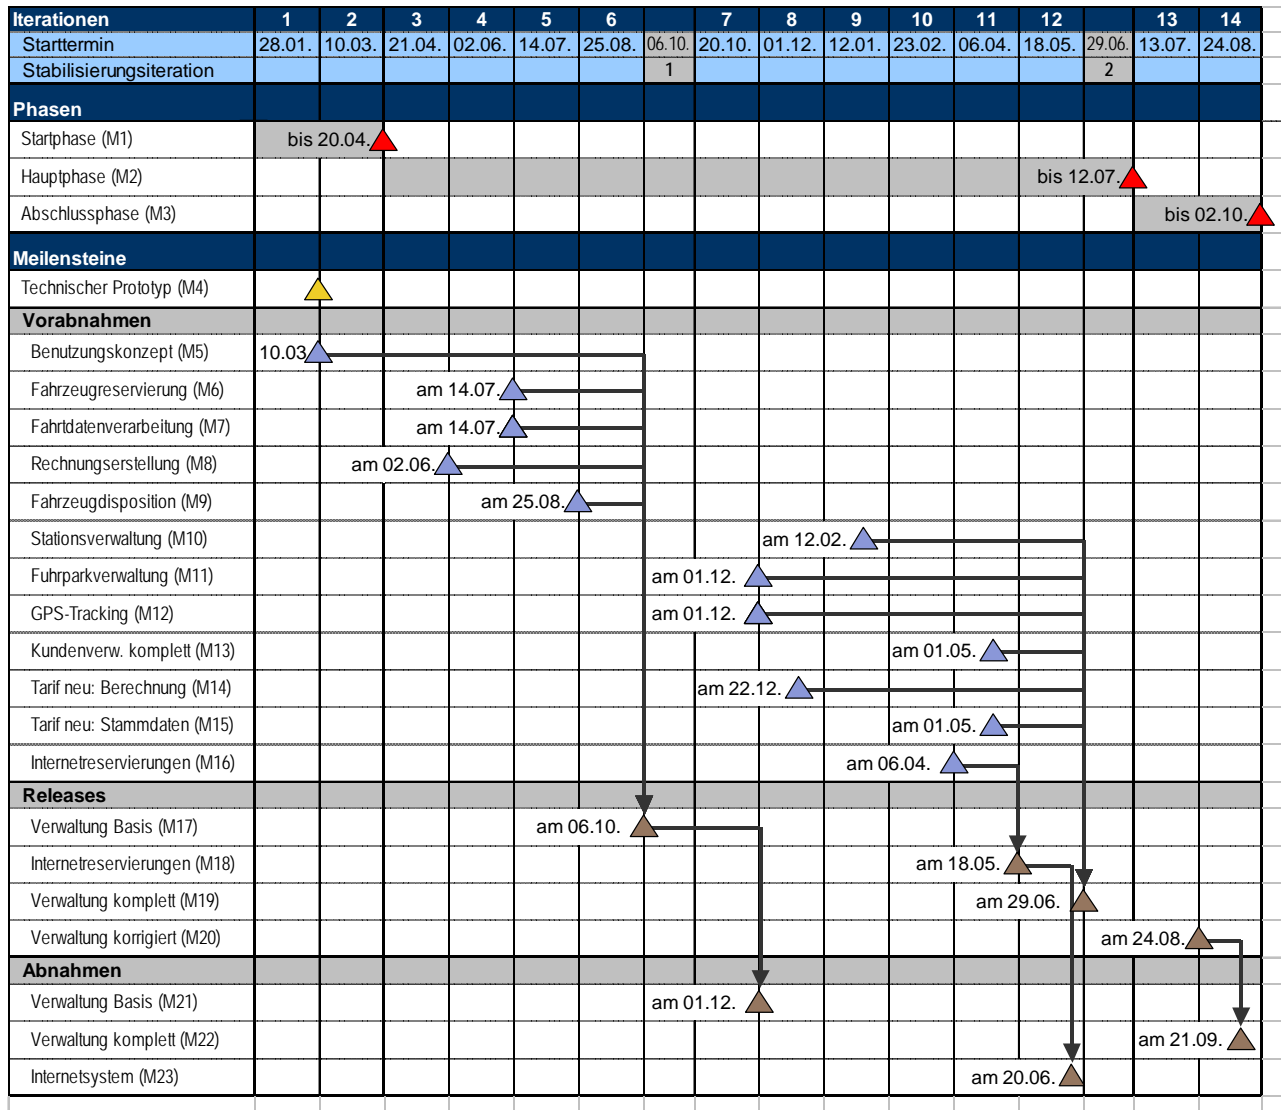 Iterationen 1 2 3 4 5 6 7 8 9 10 11 12 13 14
Starttermin 28.01. 10.03. 21.04. 02.06. 14.07. 25.08. 06.10. 20.10. 01.12. 12.01. 23.02. 06.04. 18.05. 29.06. 13.07. 24.08.
Stabilisierungsiteration 1 2
Phasen
Startphase (M1) bis 20.04.
Hauptphase (M2) bis 12.07.
Abschlussphase (M3) bis 02.10.
Meilensteine
Technischer Prototyp (M4)
Vorabnahmen
Benutzungskonzept (M5) 10.03
Fahrzeugreservierung (M6) am 14.07.
Fahrtdatenverarbeitung (M7) am 14.07.
Rechnungserstellung (M8) am 02.06.
Fahrzeugdisposition (M9) am 25.08.
Stationsverwaltung (M10) am 12.02.
Fuhrparkverwaltung (M11) am 01.12.
GPS-Tracking (M12) am 01.12.
Kundenverw. komplett (M13) am 01.05.
Tarif neu: Berechnung (M14) am 22.12.
Tarif neu: Stammdaten (M15) am 01.05.
Internetreservierungen (M16) am 06.04.
Releases
Verwaltung Basis (M17) am 06.10.
Internetreservierungen (M18) am 18.05.
Verwaltung komplett (M19) am 29.06.
Verwaltung korrigiert (M20) am 24.08.
Abnahmen
Verwaltung Basis (M21) am 01.12.
Verwaltung komplett (M22) am 21.09.
Internetsystem (M23) am 20.06.